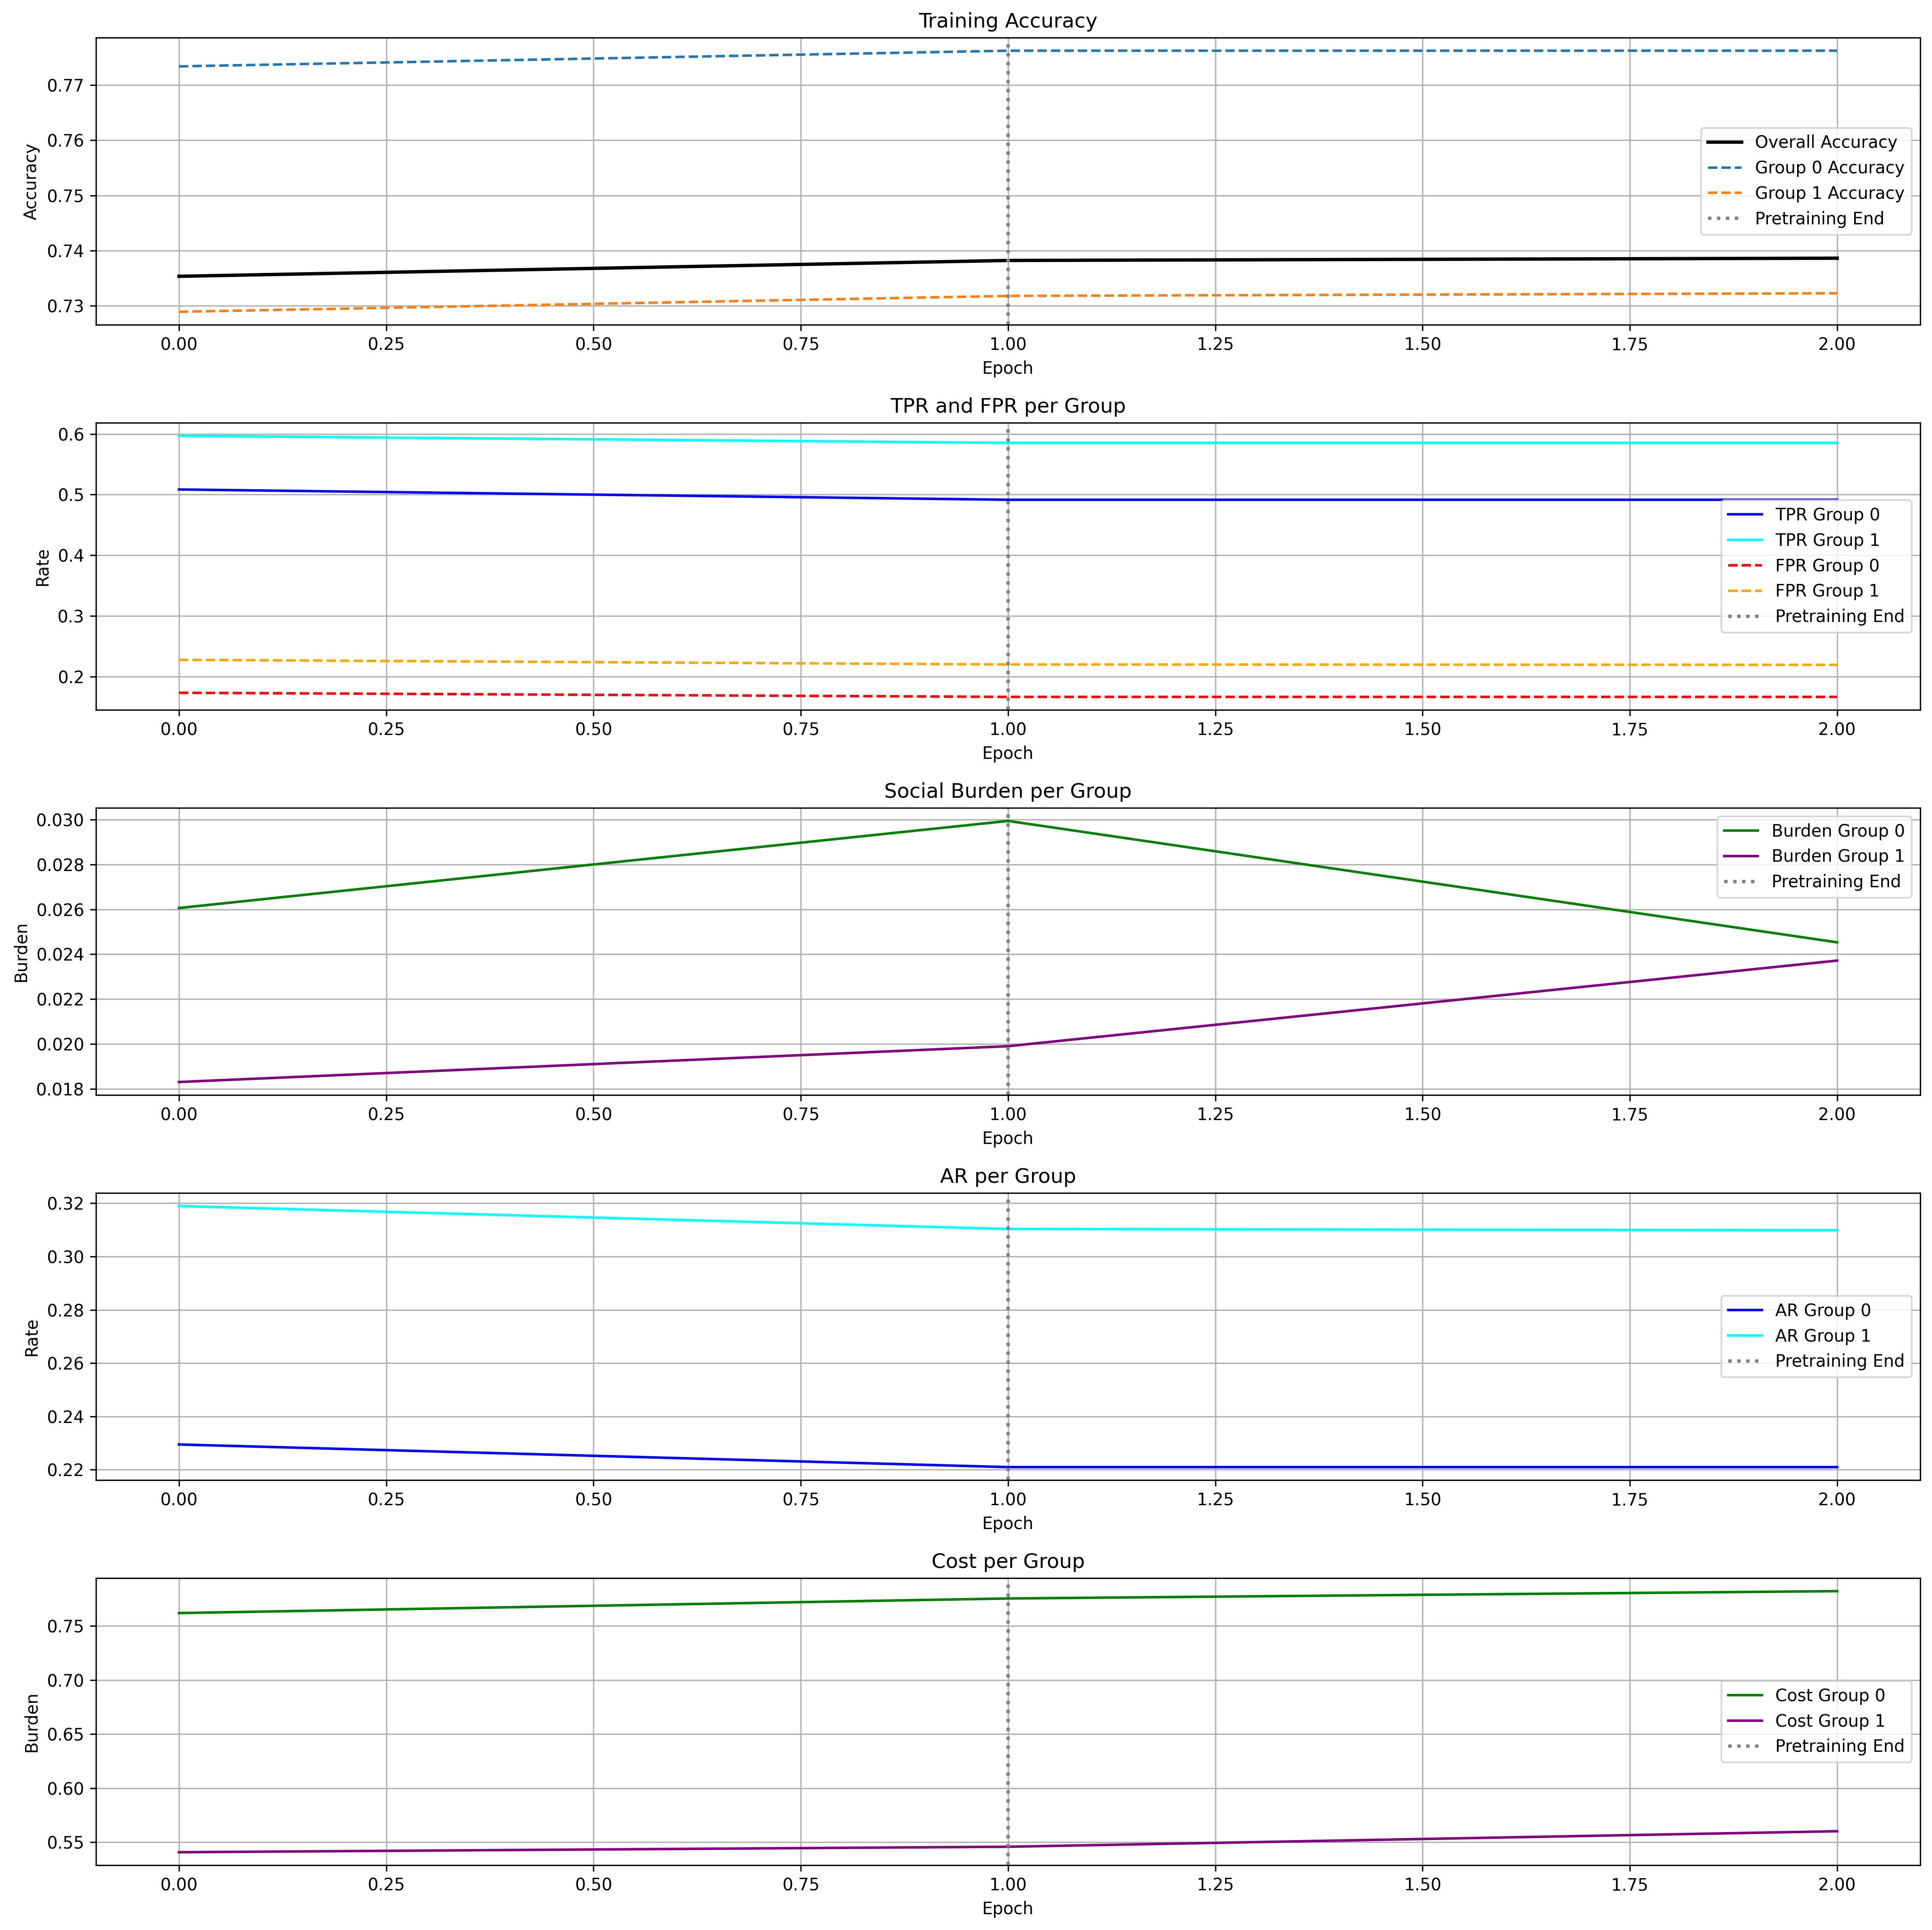 Training Accuracy
Accuracy
0.77
0.76
0.75
0.74
0.73
Overall Accuracy
Group 0 Accuracy
Group 1 Accuracy
Pretraining End
0.00 0.25 0.50 0.75 1.00 1.25 1.50 1.75 2.00
Epoch
TPR and FPR per Group
Rate
0.6
0.5
0.4
0.3
0.2
TPR Group 0
TPR Group 1
FPR Group 0
FPR Group 1
Pretraining End
0.00 0.25 0.50 0.75 1.00 1.25 1.50 1.75 2.00
Epoch
Social Burden per Group
Burden
0.030
0.028
0.026
0.024
0.022
0.020
0.018
Burden Group 0
Burden Group 1
Pretraining End
0.00 0.25 0.50 0.75 1.00 1.25 1.50 1.75 2.00
Epoch
AR per Group
Rate
0.32
0.30
0.28
0.26
0.24
0.22
AR Group 0
AR Group 1
Pretraining End
0.00 0.25 0.50 0.75 1.00 1.25 1.50 1.75 2.00
Epoch
Cost per Group
Burden
0.75
0.70
0.65
0.60
0.55
Cost Group 0
Cost Group 1
Pretraining End
0.00 0.25 0.50 0.75 1.00 1.25 1.50 1.75 2.00
Epoch